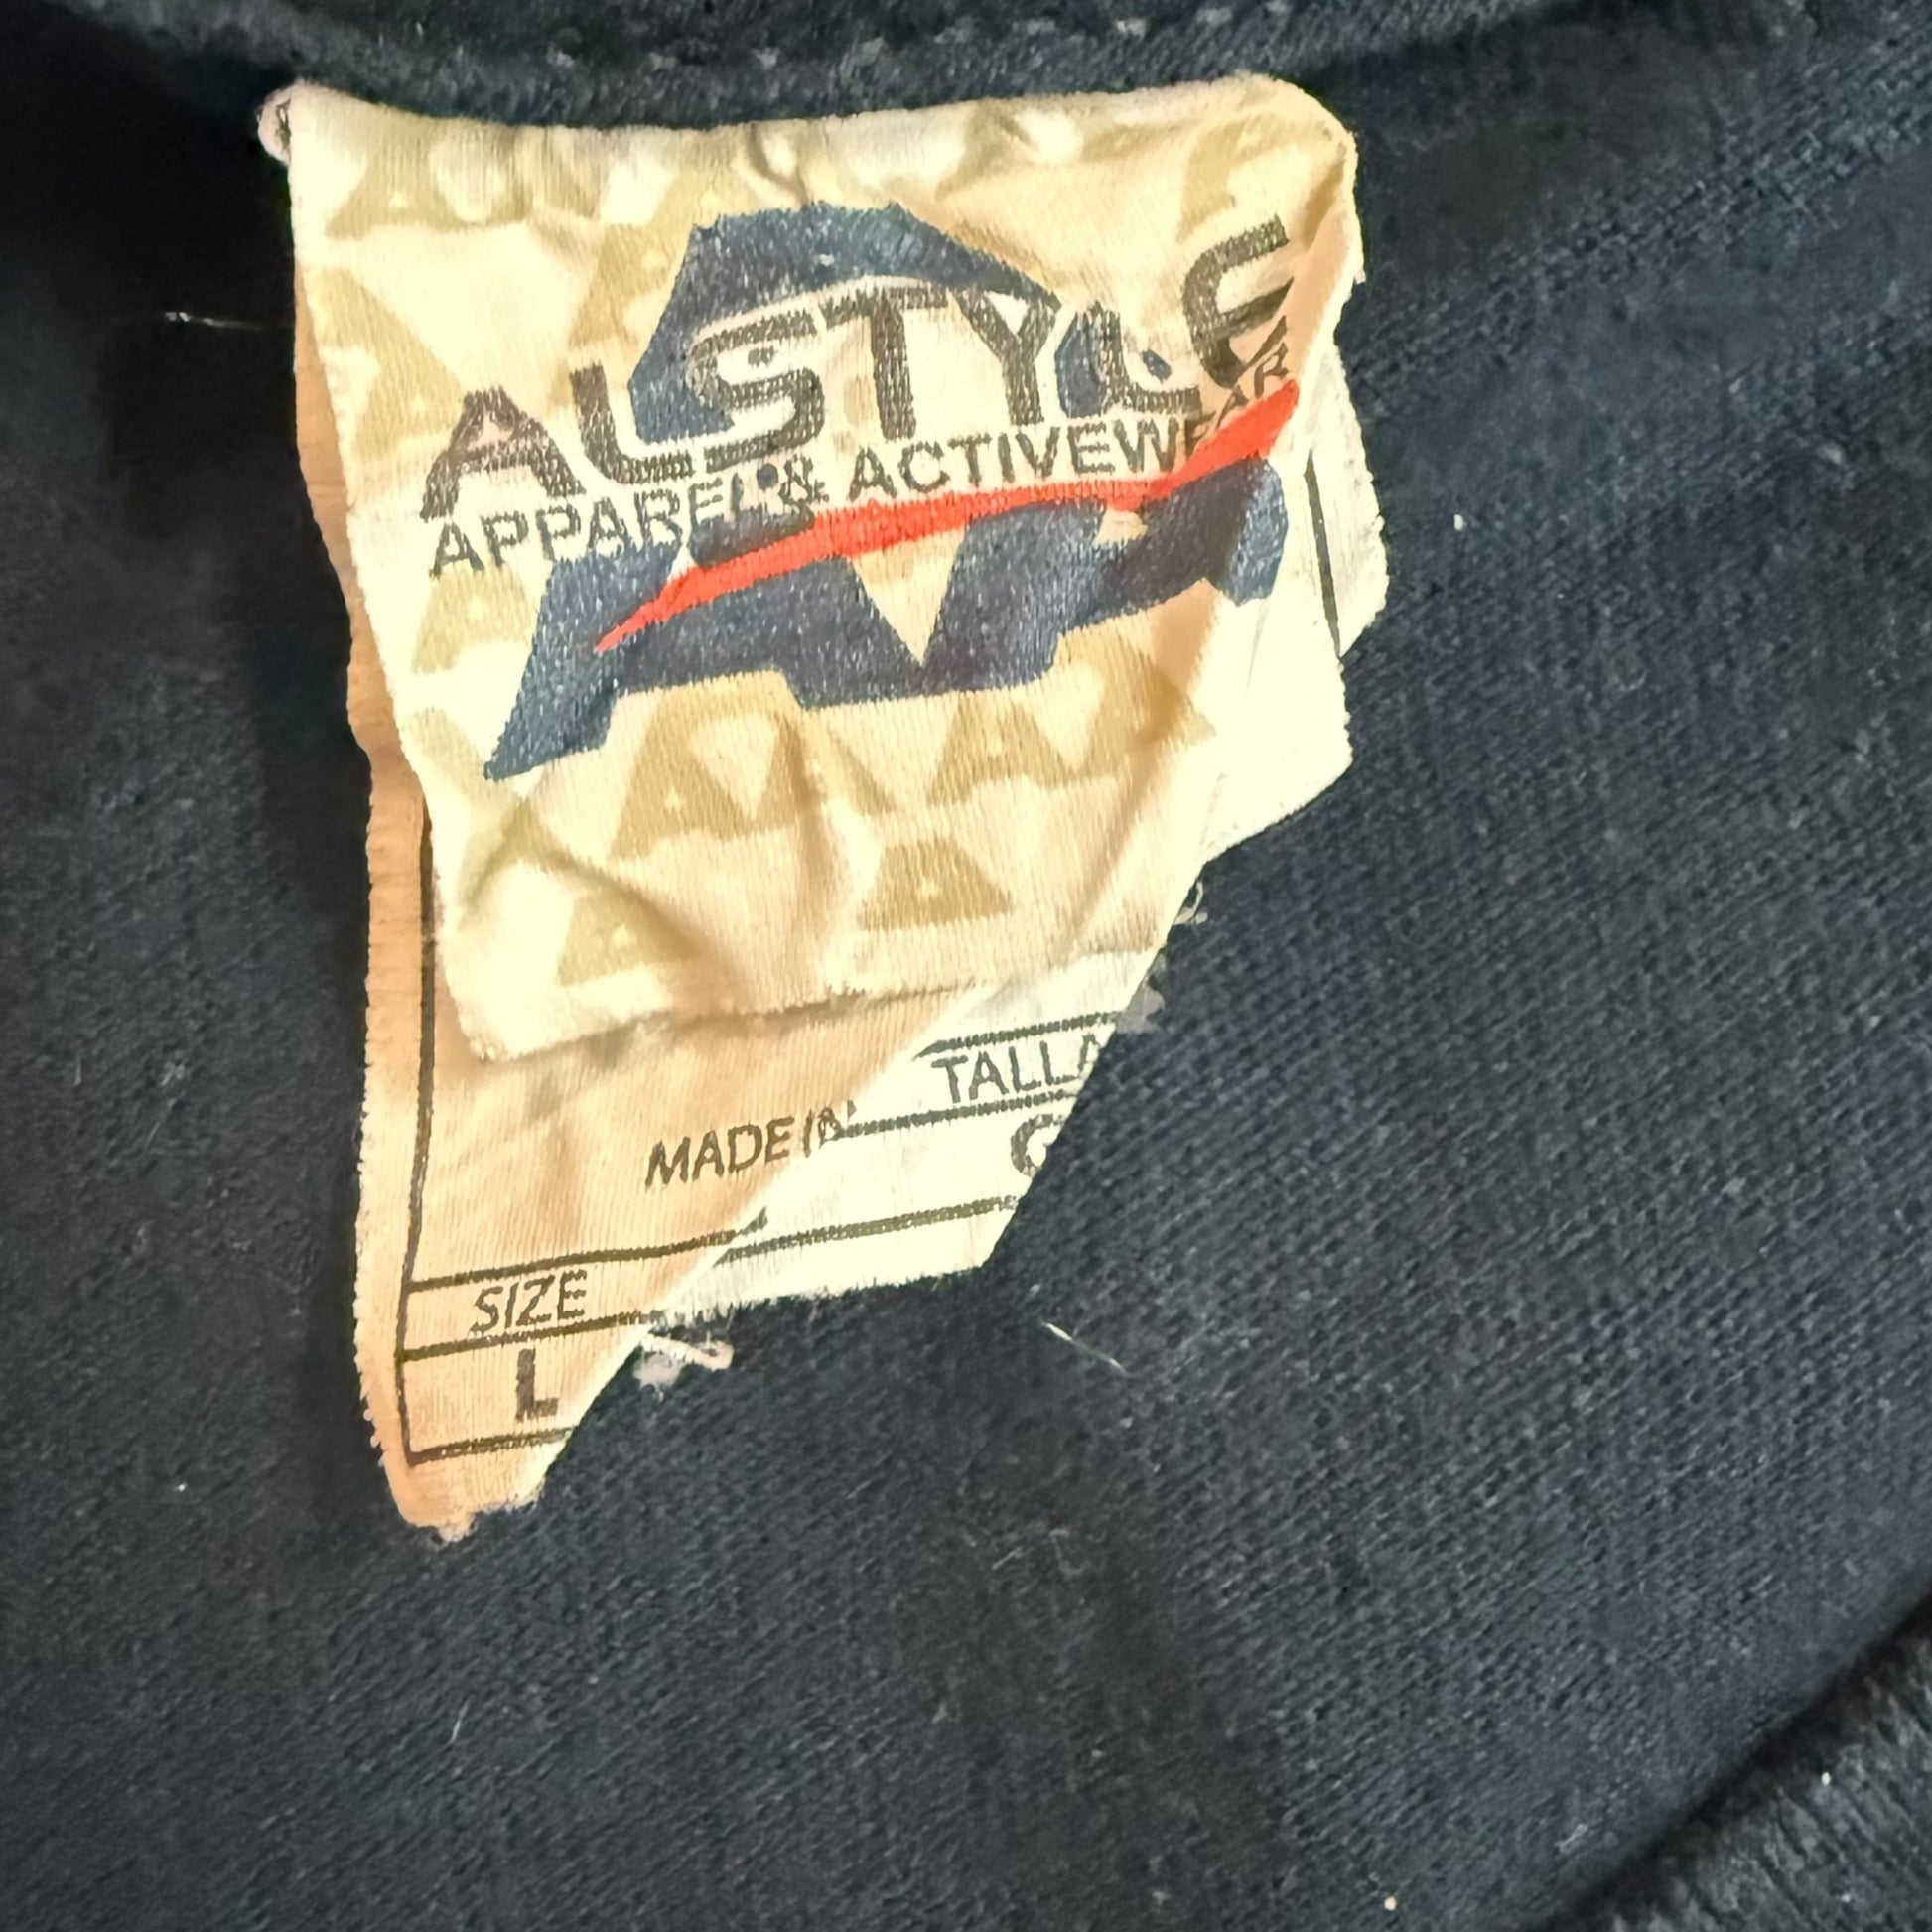 ALSTYLE
APPAREL & ACTIVEWEAR
TALLA
MADE IN
G
SIZE
L